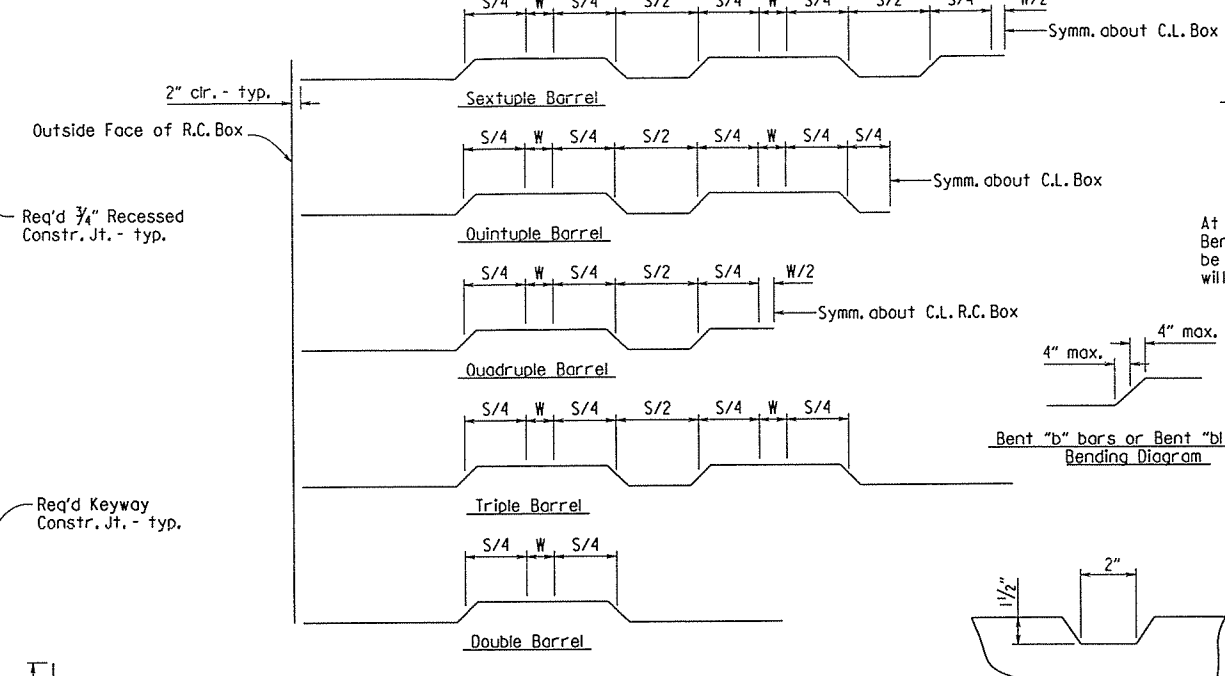 S/4 W S/4 S/2 S/4 W S/4 S/2 S/4 W/2
Symm. about C.L. Box
2" clr. - typ.
Sextuple Barrel
Outside Face of R.C. Box
S/4 W S/4 S/2 S/4 W S/4 S/4
Symm. about C.L. Box
Req'd 3/4" Recessed
Constr. Jt. - typ.
Quintuple Barrel
At
be
will
S/4 W S/4 S/2 S/4 W/2
Symm. about C.L. R.C. Box
Quadruple Barrel
4" max.
4" max.
S/4 W S/4 S/2 S/4 W S/4
Bent "b" bars or Bent "bl
Bending Diagram
Triple Barrel
Req'd Keyway
Constr. Jt. - typ.
S/4 W S/4
2"
1 1/2"
Double Barrel